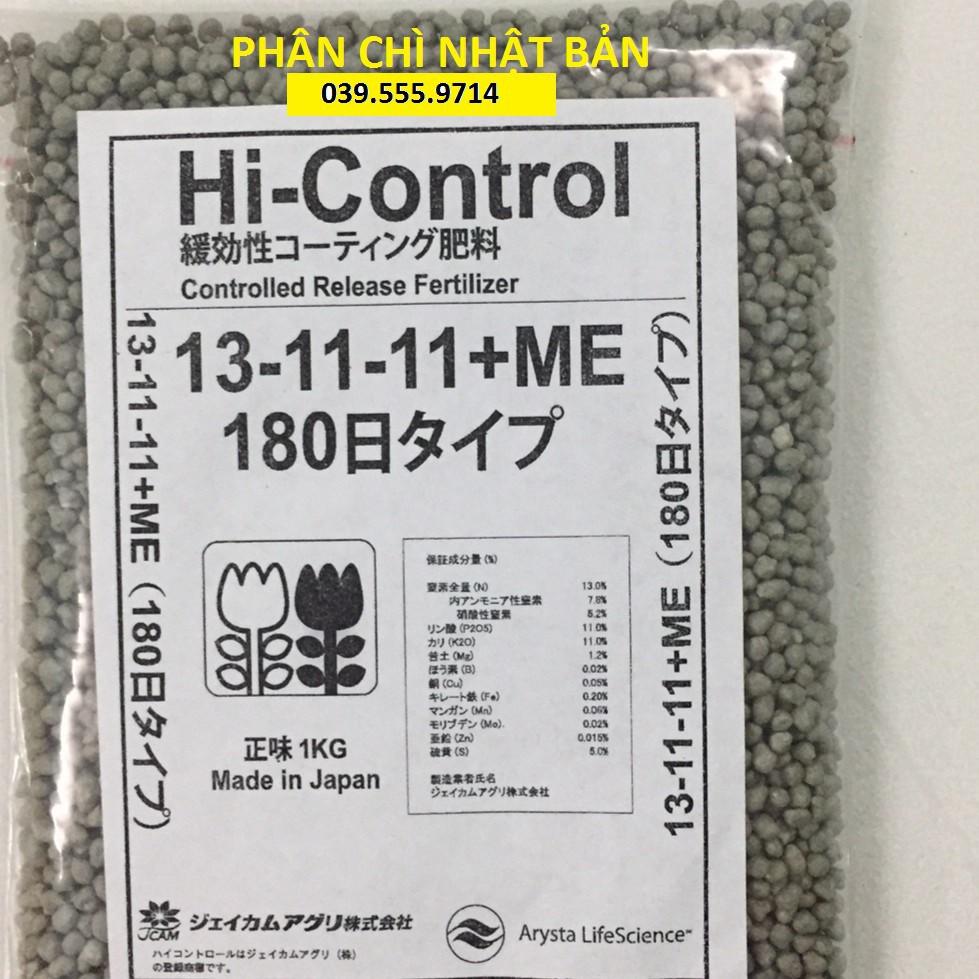 PHÂN CHÌ NHẬT BẢN
039.555.9714
Hi-Control
緩効性コーティング肥料
Controlled Release Fertilizer
13-11-11+ME
180日タイプ
13-11-11+ME(180日タイプ)
13-11-11+ME(180日タイプ)
保証成分量(%)
窒素全量(N) 13.0%
内アンモニア性窒素 7.8%
硝酸性窒素 5.2%
リン酸(P2O5) 11.0%
カリ(K2O) 11.0%
苦土(Mg) 1.2%
ほう素(B) 0.02%
銅(Cu) 0.05%
キレート鉄(Fe) 0.20%
マンガン(Mn) 0.06%
モリブデン(Mo). 0.02%
亜鉛(Zn) 0.015%
硫黄(S) 5.0%
製造業者氏名
ジェイカムアグリ株式会社
正味 1KG
Made in Japan
JCAM
ジェイカムアグリ株式会社
ハイコントロールはジェイカムアグリ(株)
の登録商標です。
Arysta LifeScience℠